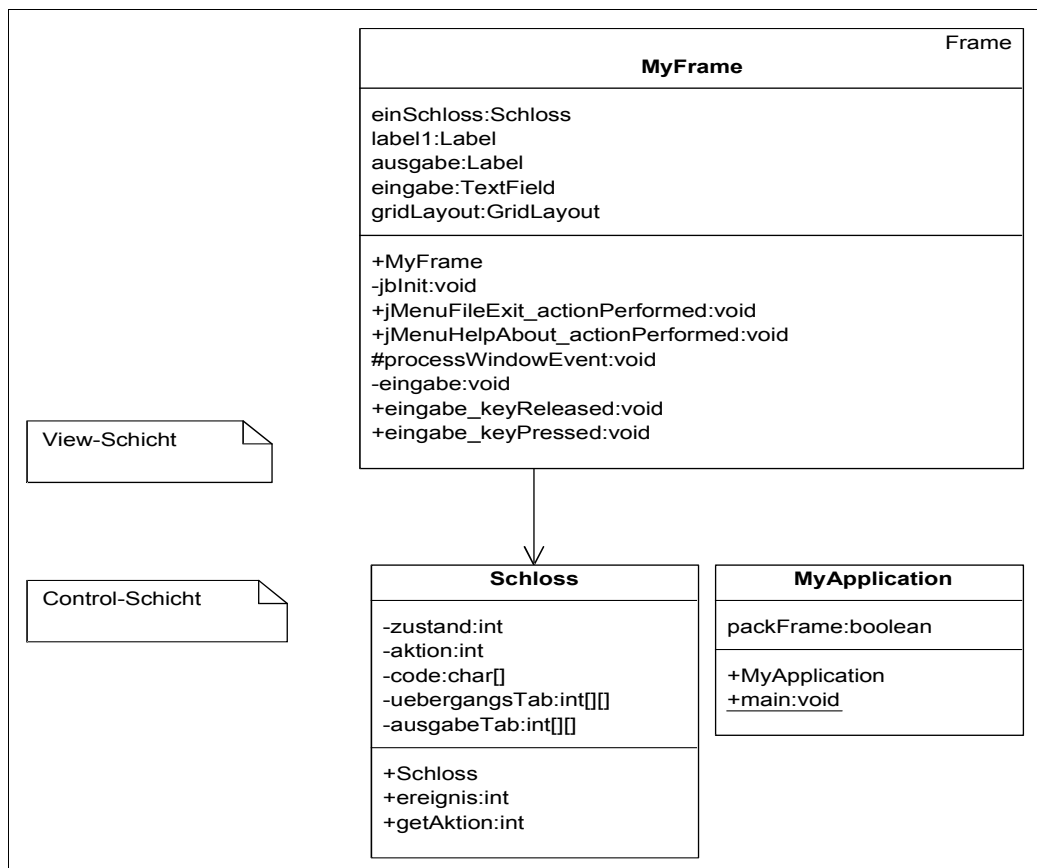 Frame
MyFrame
einSchloss:Schloss
label1:Label
ausgabe:Label
eingabe:TextField
gridLayout:GridLayout
+MyFrame
-jbInit:void
+jMenuFileExit_actionPerformed:void
+jMenuHelpAbout_actionPerformed:void
#processWindowEvent:void
-eingabe:void
+eingabe_keyReleased:void
+eingabe_keyPressed:void
View-Schicht
Control-Schicht
Schloss
-zustand:int
-aktion:int
-code:char[]
-uebergangsTab:int[][]
-ausgabeTab:int[][]
+Schloss
+ereignis:int
+getAktion:int
MyApplication
packFrame:boolean
+MyApplication
+main:void